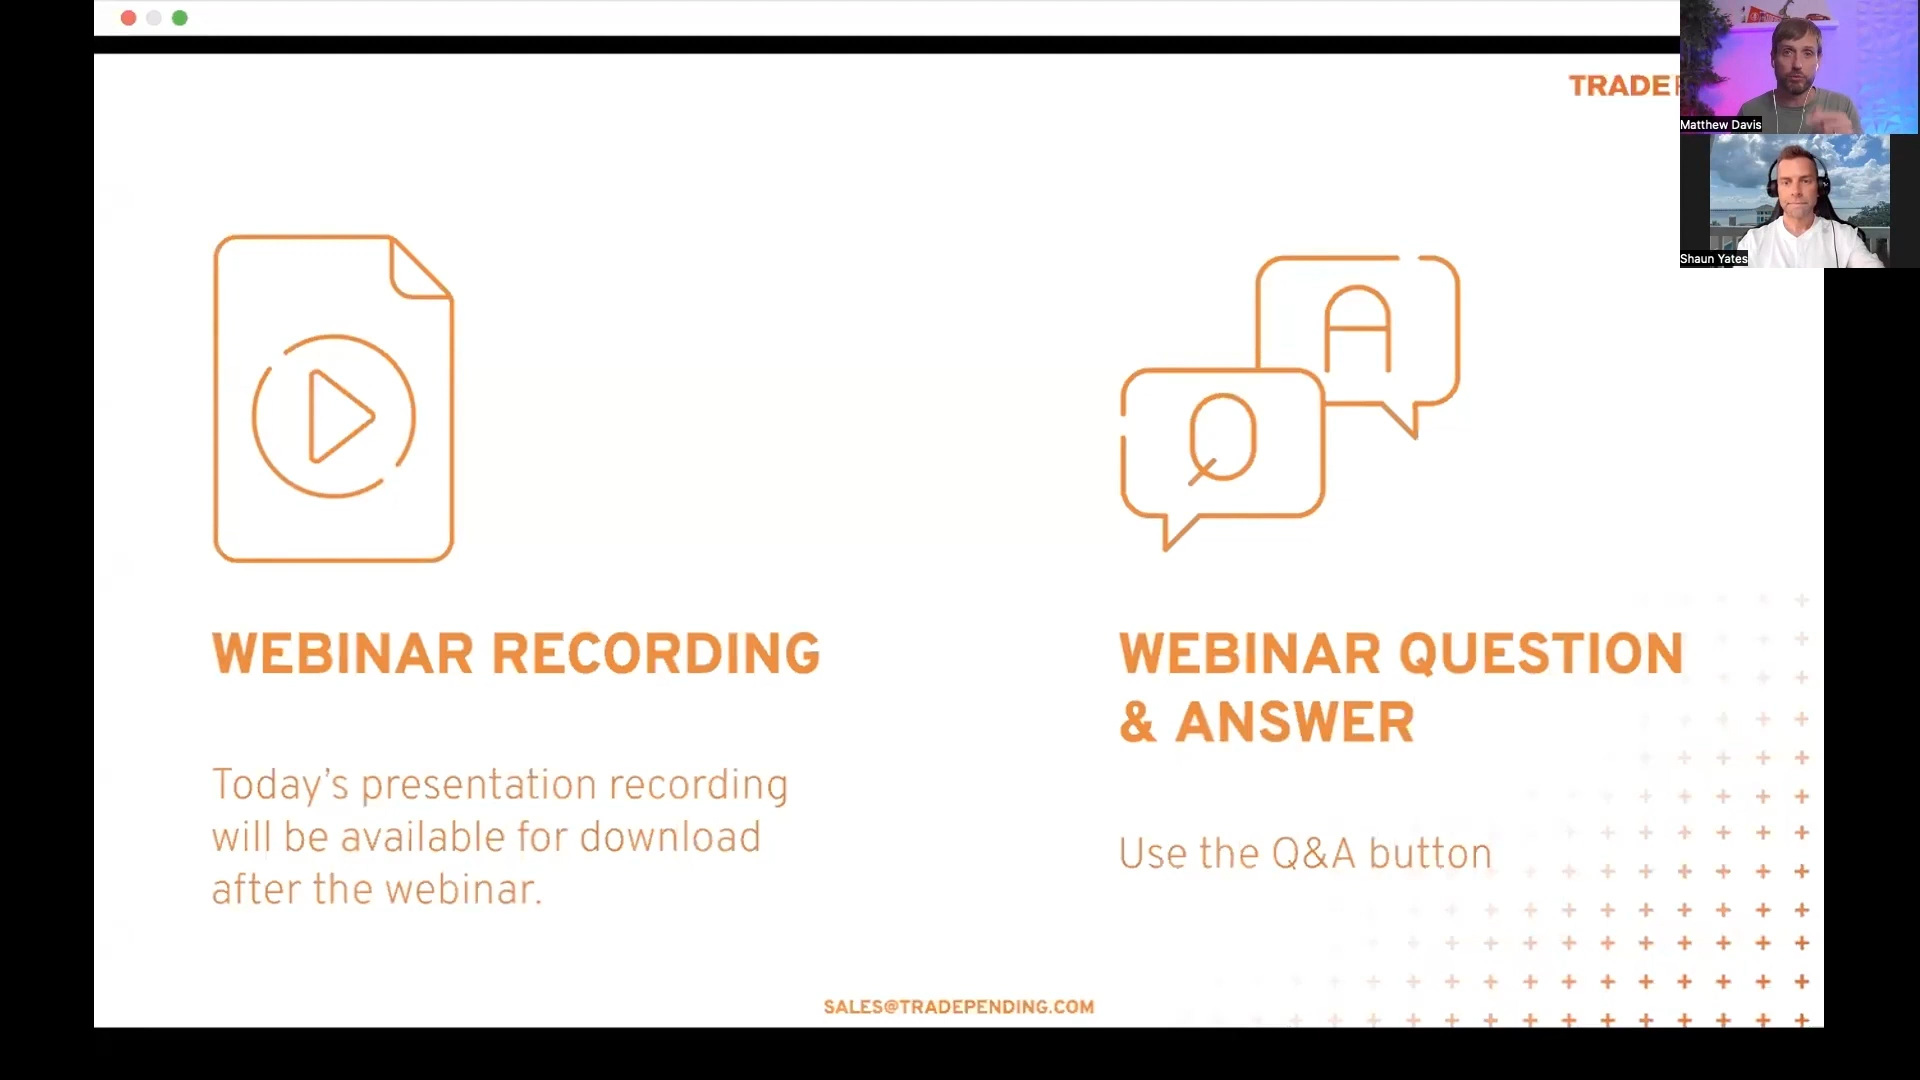 TRADE
Matthew Davis
Shaun Yates
A
Q
WEBINAR RECORDING
Today's presentation recording
will be available for download
after the webinar.
WEBINAR QUESTION
& ANSWER
Use the Q&A button
SALES@TRADEPENDING.COM